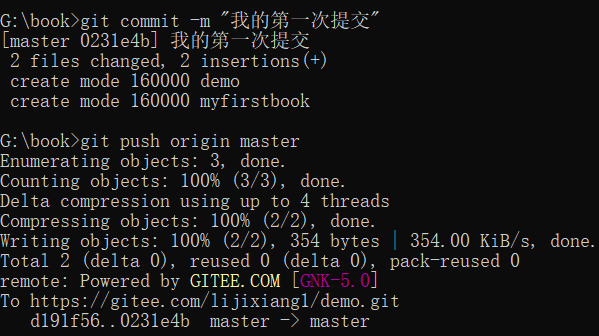 G:\book>git commit -m "我的第一次提交"
[master 0231e4b] 我的第一次提交
 2 files changed, 2 insertions(+)
 create mode 160000 demo
 create mode 160000 myfirstbook
G:\book>git push origin master
Enumerating objects: 3, done.
Counting objects: 100% (3/3), done.
Delta compression using up to 4 threads
Compressing objects: 100% (2/2), done.
Writing objects: 100% (2/2), 354 bytes | 354.00 KiB/s, done.
Total 2 (delta 0), reused 0 (delta 0), pack-reused 0
remote: Powered by GITEE.COM [GNK-5.0]
To https://gitee.com/lijixiang1/demo.git
   d191f56..0231e4b  master -> master